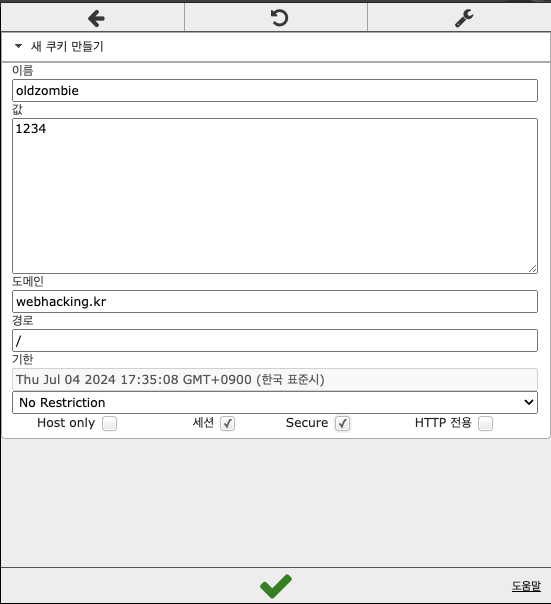 새 쿠키 만들기
이름
oldzombie
값
1234
도메인
webhacking.kr
경로
/
기한
Thu Jul 04 2024 17:35:08 GMT+0900 (한국 표준시)
No Restriction
Host only 세션 Secure HTTP 전용
도움말